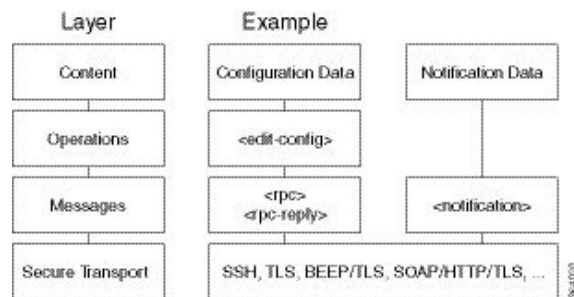 Layer Example
Content Configuration Data Notification Data
Operations <edit-config>
Messages <rpc> <notification>
<rpc-reply>
Secure Transport SSH, TLS, BEEP/TLS, SOAP/HTTP/TLS, ...